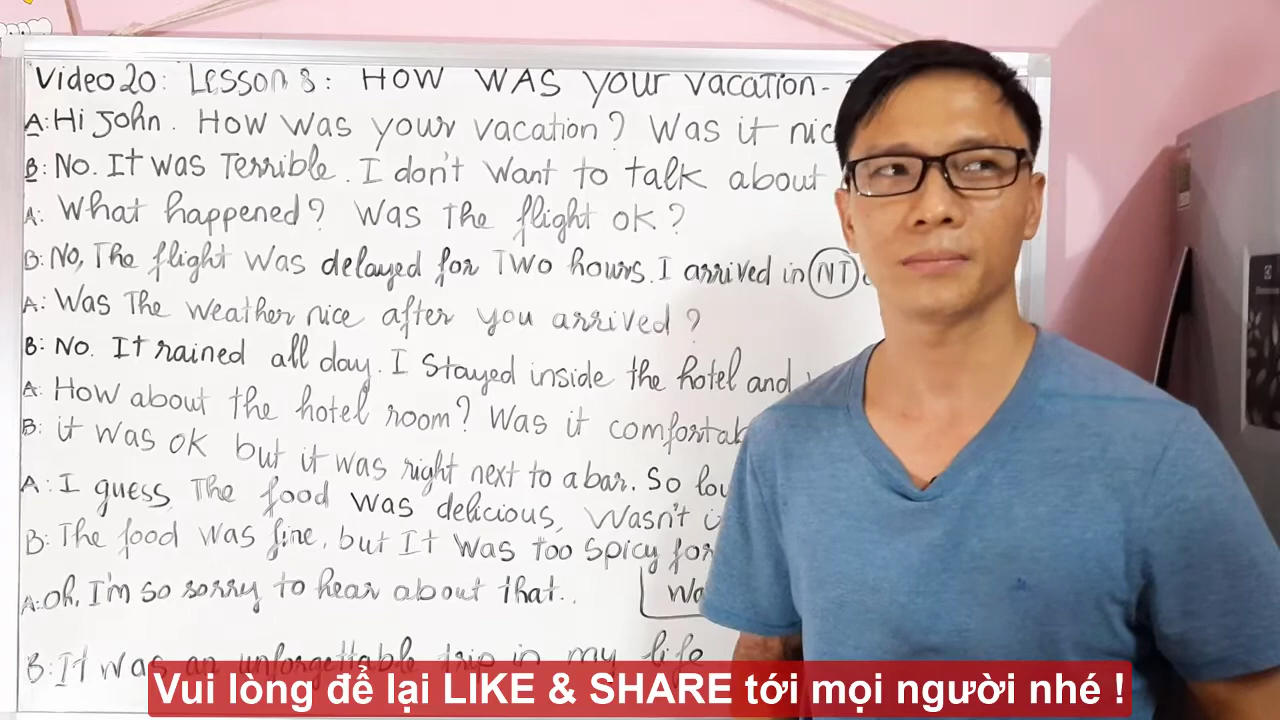 Video 20: Lesson 8: HOW WAS your vacation-
A: Hi John. How was your vacation? Was it
B: No. It was Terrible. I don't want to talk about
A: What happened? Was The flight ok?
B: No, The flight was delayed for Two hours. I arrived in NT
A: Was The weather nice after you arrived?
B: No. It rained all day. I stayed inside the hotel and
A: How about the hotel room? Was it
B: it was ok but it was right next to a bar. So
A: I guess The food was delicious, Wasn't
B: The food was fine, but It was too spicy for
A: oh, I'm so sorry to hear about that..
B: It was an unforgettable trip in my life
Vui lòng để lại LIKE & SHARE tới mọi người nhé !